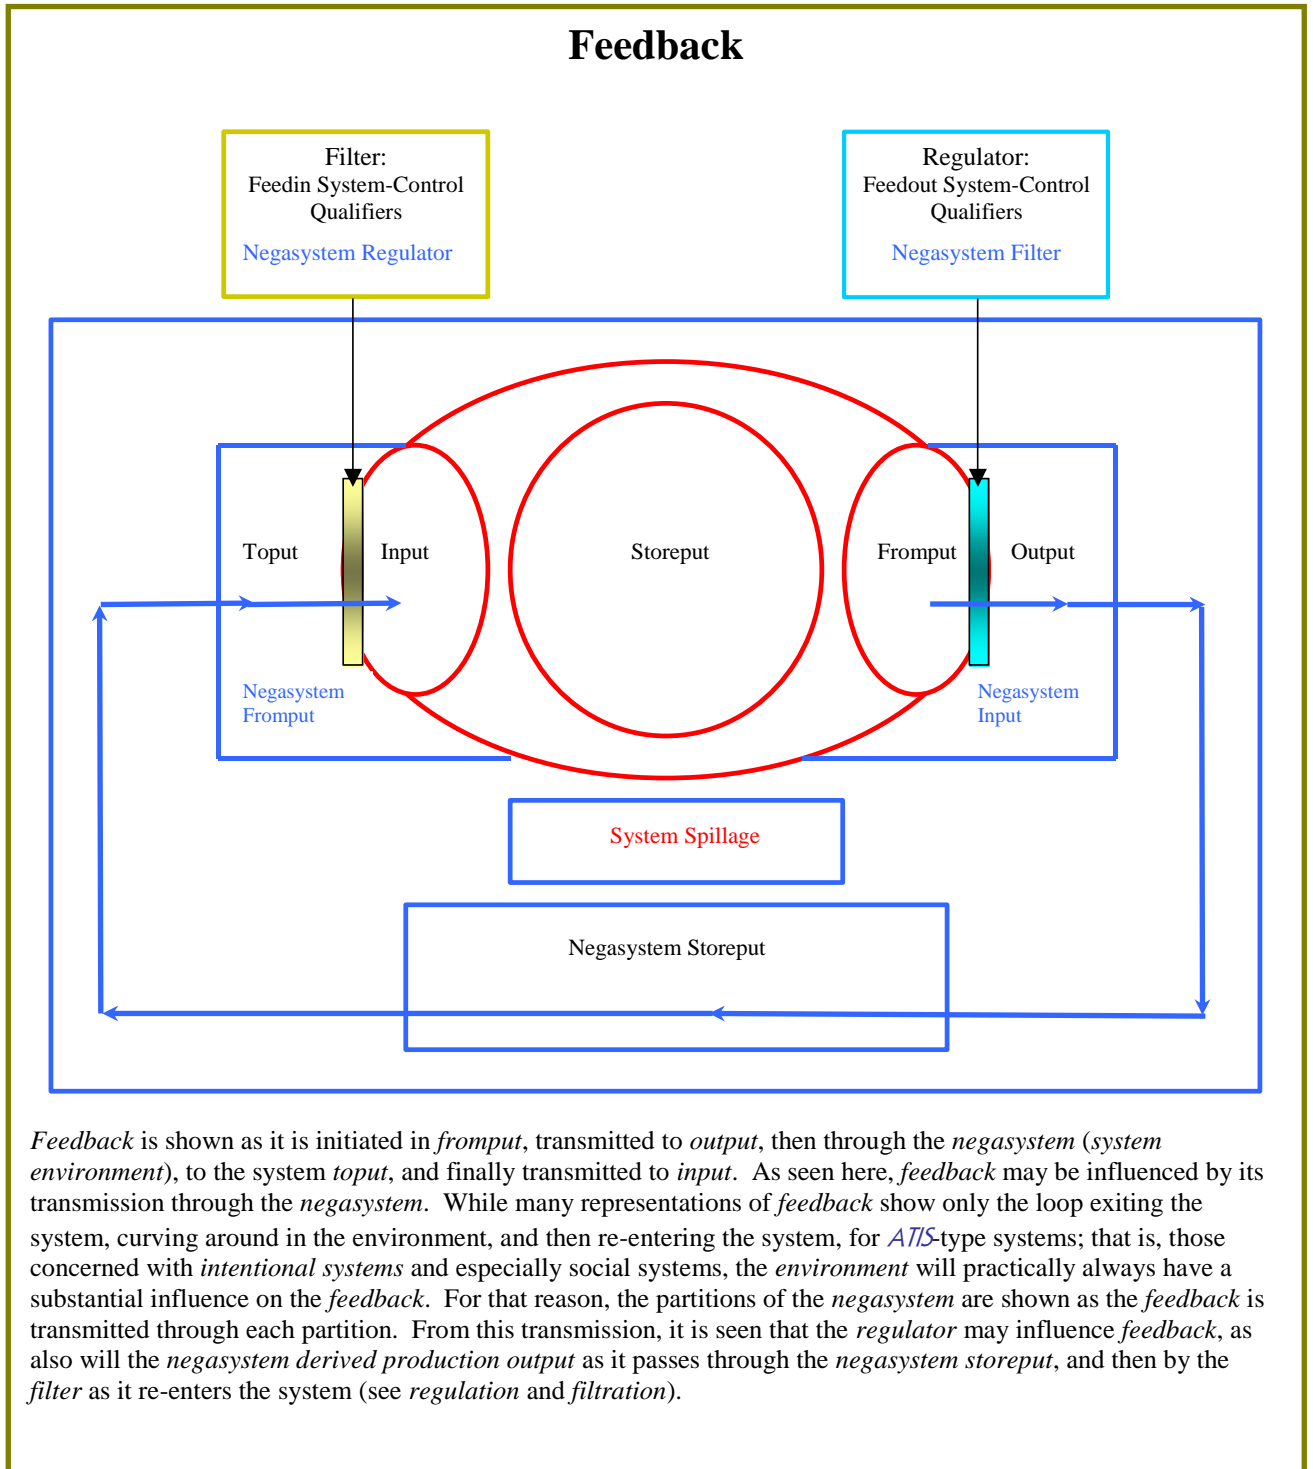 Feedback
Filter:
Feedin System-Control
Qualifiers
Negasystem Regulator
Regulator:
Feedout System-Control
Qualifiers
Negasystem Filter
Toput
Input
Storeput
Fromput
Output
Negasystem
Fromput
Negasystem
Input
System Spillage
Negasystem Storeput
Feedback is shown as it is initiated in fromput, transmitted to output, then through the negasystem (system
environment), to the system toput, and finally transmitted to input.  As seen here, feedback may be influenced by its
transmission through the negasystem.  While many representations of feedback show only the loop exiting the
system, curving around in the environment, and then re-entering the system, for ATIS-type systems; that is, those
concerned with intentional systems and especially social systems, the environment will practically always have a
substantial influence on the feedback.  For that reason, the partitions of the negasystem are shown as the feedback is
transmitted through each partition.  From this transmission, it is seen that the regulator may influence feedback, as
also will the negasystem derived production output as it passes through the negasystem storeput, and then by the
filter as it re-enters the system (see regulation and filtration).